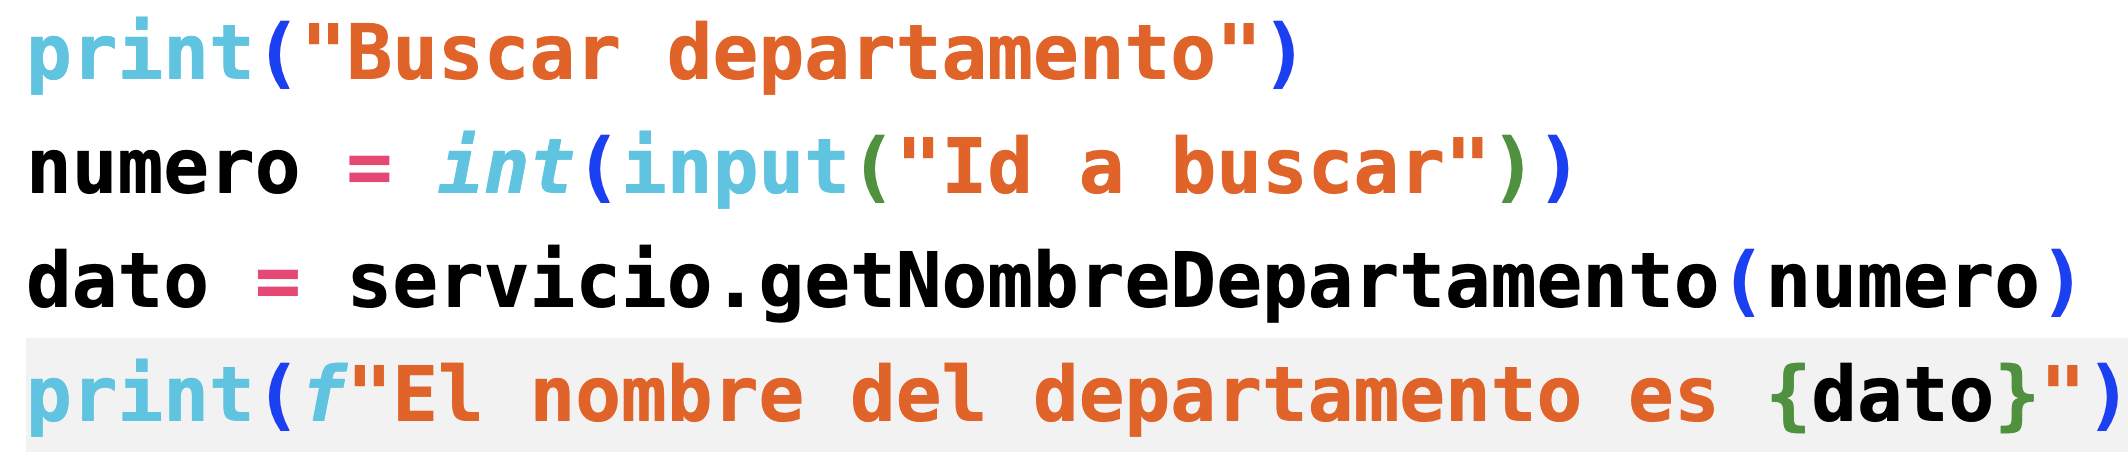 print("Buscar departamento")
numero = int(input("Id a buscar"))
dato = servicio.getNombreDepartamento(numero)
print(f"El nombre del departamento es {dato}")